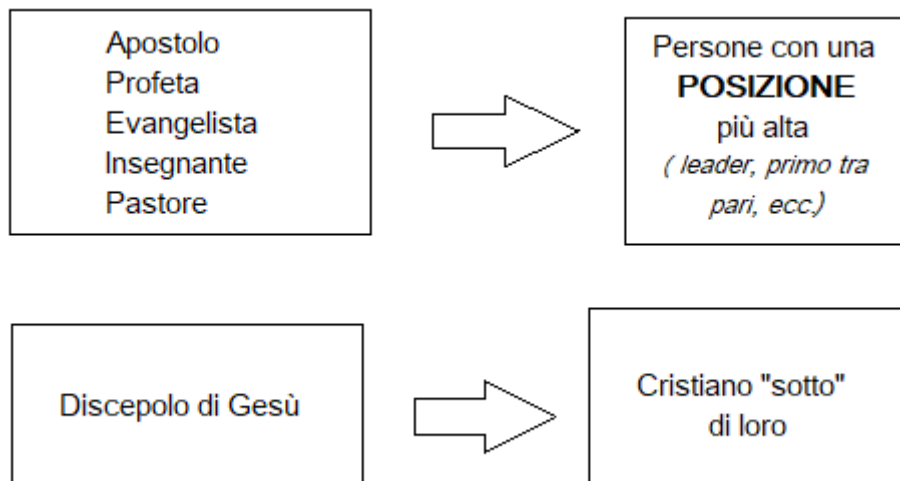 Apostolo
Profeta
Evangelista
Insegnante
Pastore
Persone con una
POSIZIONE
più alta
( leader, primo tra
pari, ecc.)
Discepolo di Gesù
Cristiano "sotto"
di loro